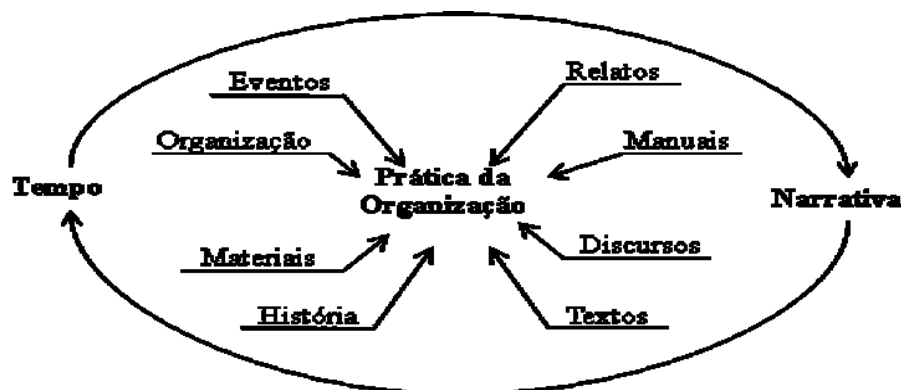 Eventos
Relatos
Organização
Manuais
Tempo
Prática da
Organização
Narrativa
Materiais
Discursos
História
Textos